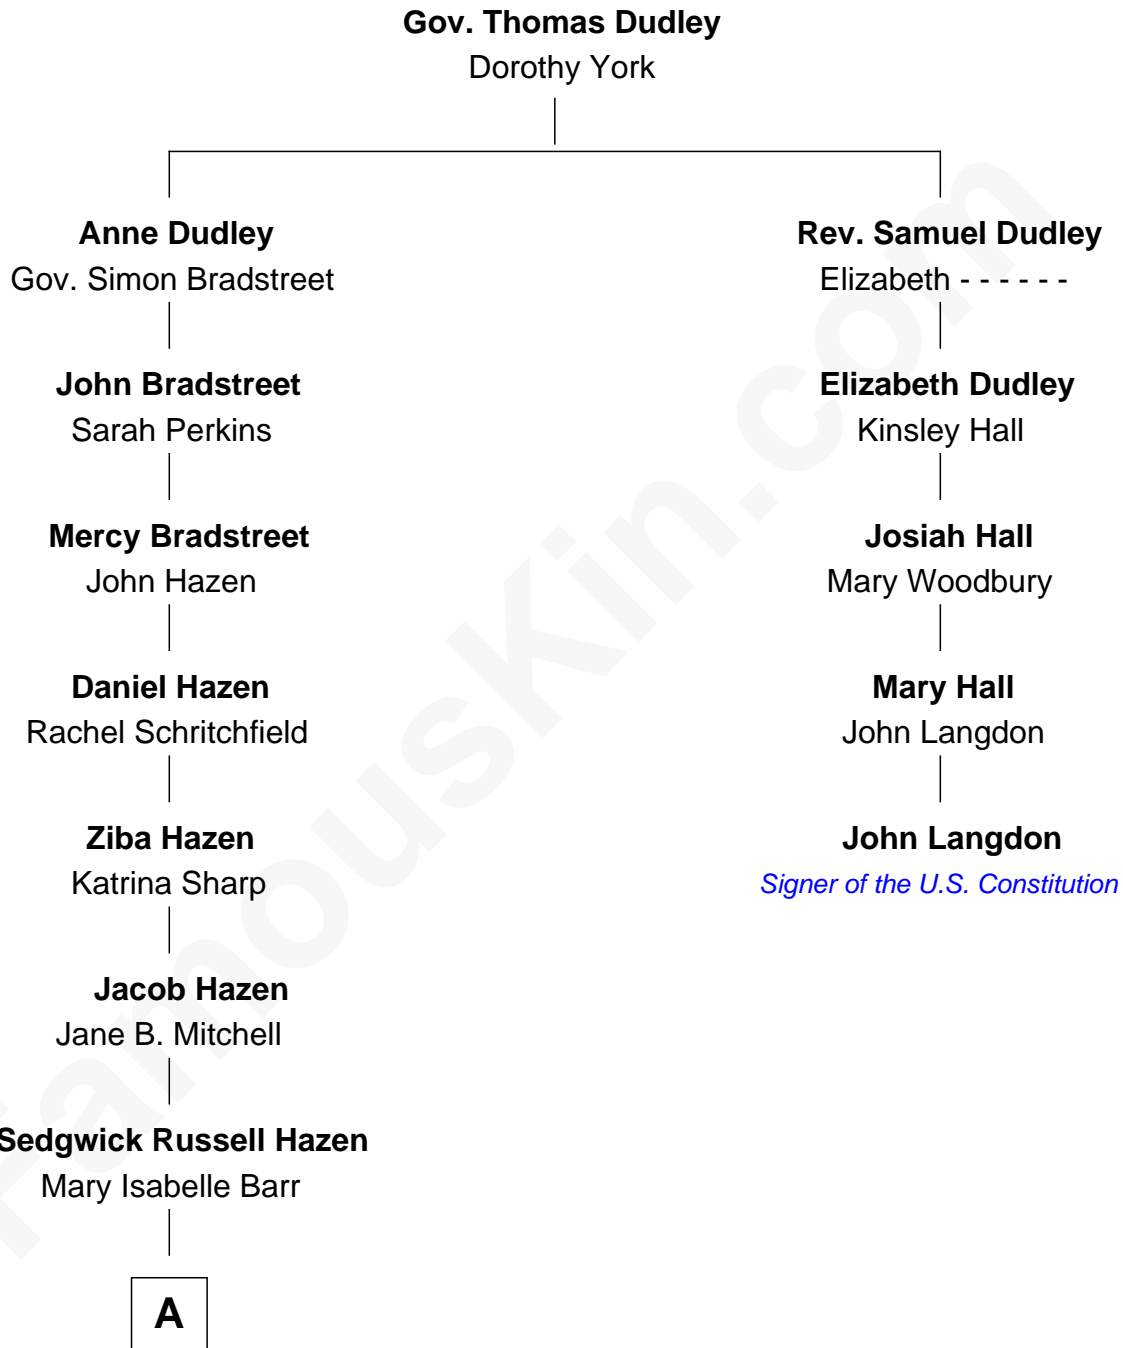 Gov. Thomas Dudley
Dorothy York
Anne Dudley
Gov. Simon Bradstreet
John Bradstreet
Sarah Perkins
Mercy Bradstreet
John Hazen
Daniel Hazen
Rachel Schritchfield
Ziba Hazen
Katrina Sharp
Jacob Hazen
Jane B. Mitchell
Sedgwick Russell Hazen
Mary Isabelle Barr
A
Rev. Samuel Dudley
Elizabeth - - - - - -
Elizabeth Dudley
Kinsley Hall
Josiah Hall
Mary Woodbury
Mary Hall
John Langdon
John Langdon
Signer of the U.S. Constitution
FamousKin.com